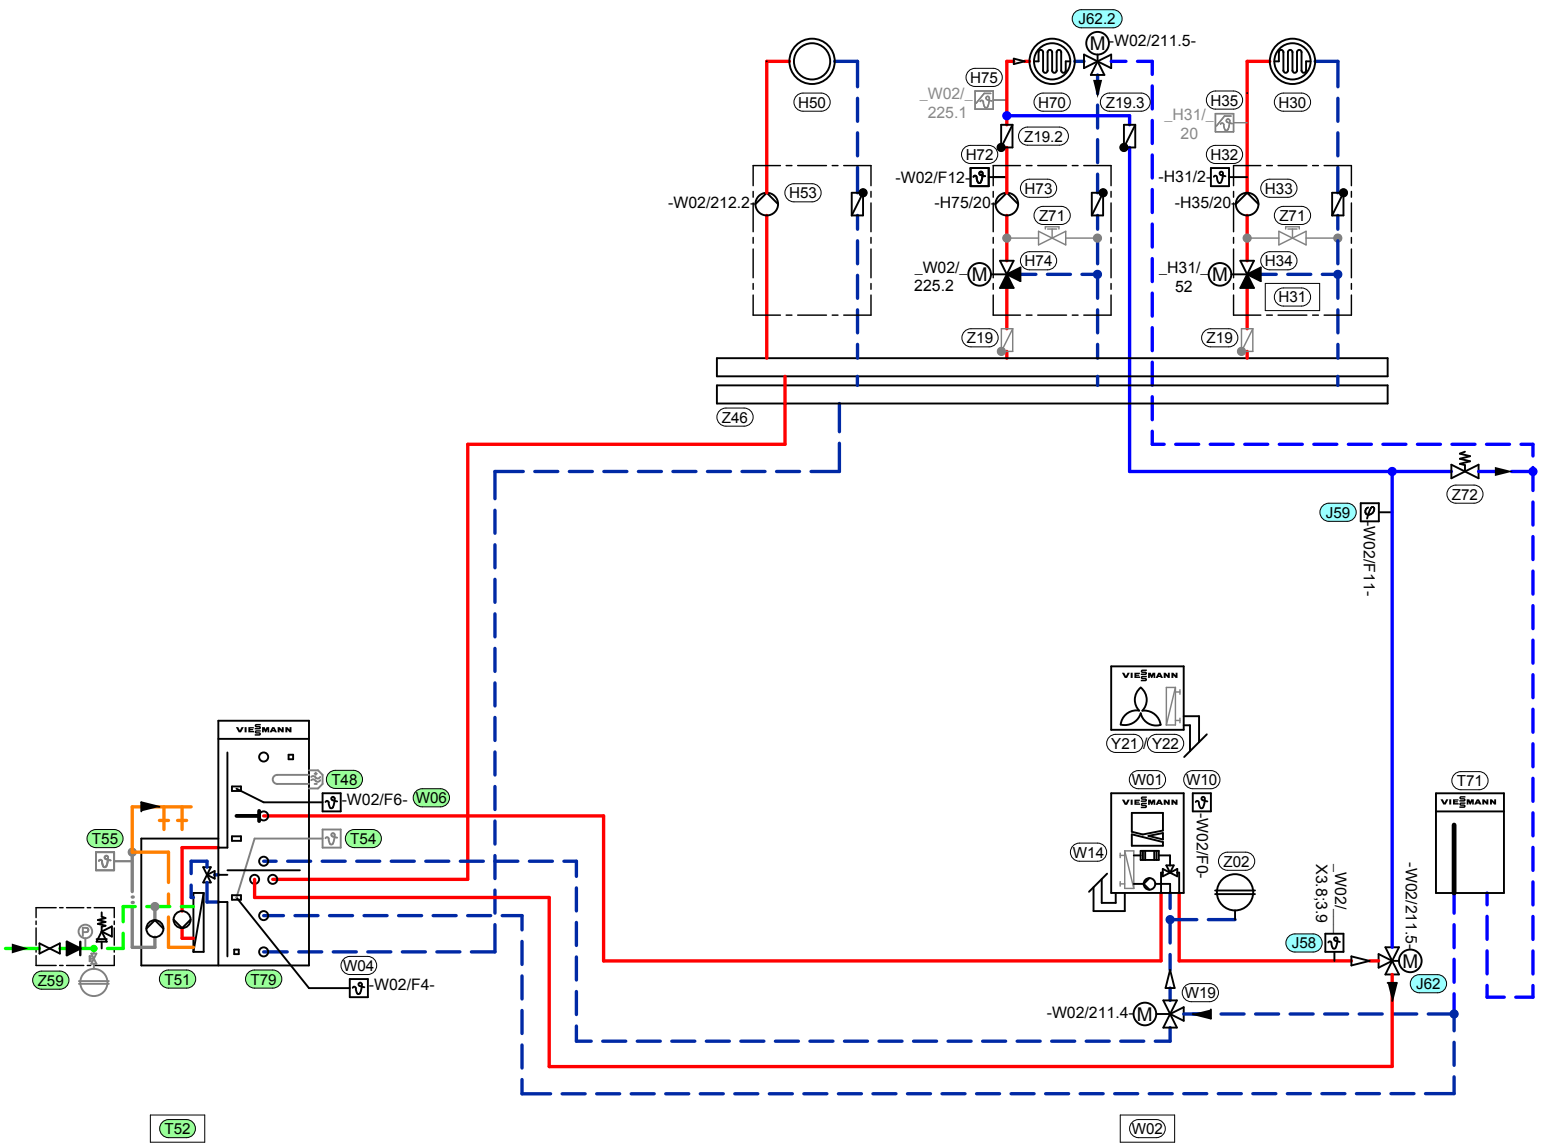 J62.2
M
-W02/211.5-
H50
H75
_W02/_
225.1
H70
Z19.3
H35
_H31/_
20
H30
Z19.2
H72
-W02/F12-
H32
-H31/2-
H53
-W02/212.2-
H73
-H75/20-
H33
-H35/20-
Z71
Z71
H74
_W02/_
225.2
M
H34
_H31/_
52
M
H31
Z19
Z19
Z46
Z72
J59
φ
-W02/F11-
VIESMANN
Y21/Y22
VIESMANN
T48
ϑ
-W02/F6-
W06
T55
ϑ
T54
ϑ
W01
W10
ϑ
-W02/F0-
VIESMANN
W14
Z02
T71
VIESMANN
_W02/_
X3.8;3.9
-W02/211.5-
J58
ϑ
M
J62
P
Z59
T51
T79
W04
ϑ
-W02/F4-
W19
-W02/211.4-
M
T52
W02